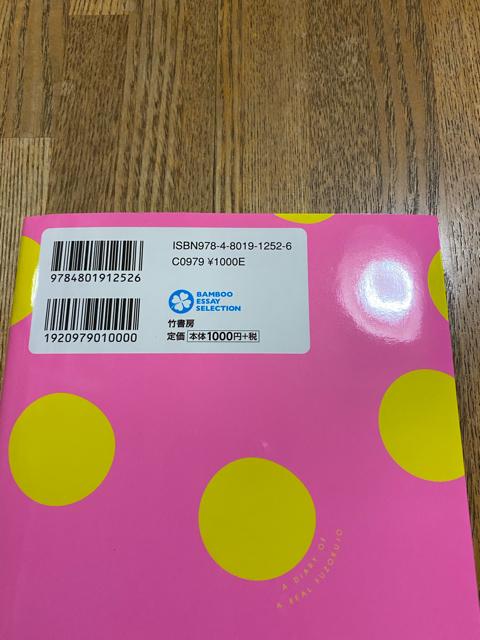 ISBN978-4-8019-1252-6
C0979 ¥1000E
9784801912526
BAMBOO
ESSAY
SELECTION
1920979010000
竹書房
定価 本体1000円+税
A DIARY OF
A REAL FUZOKUJO